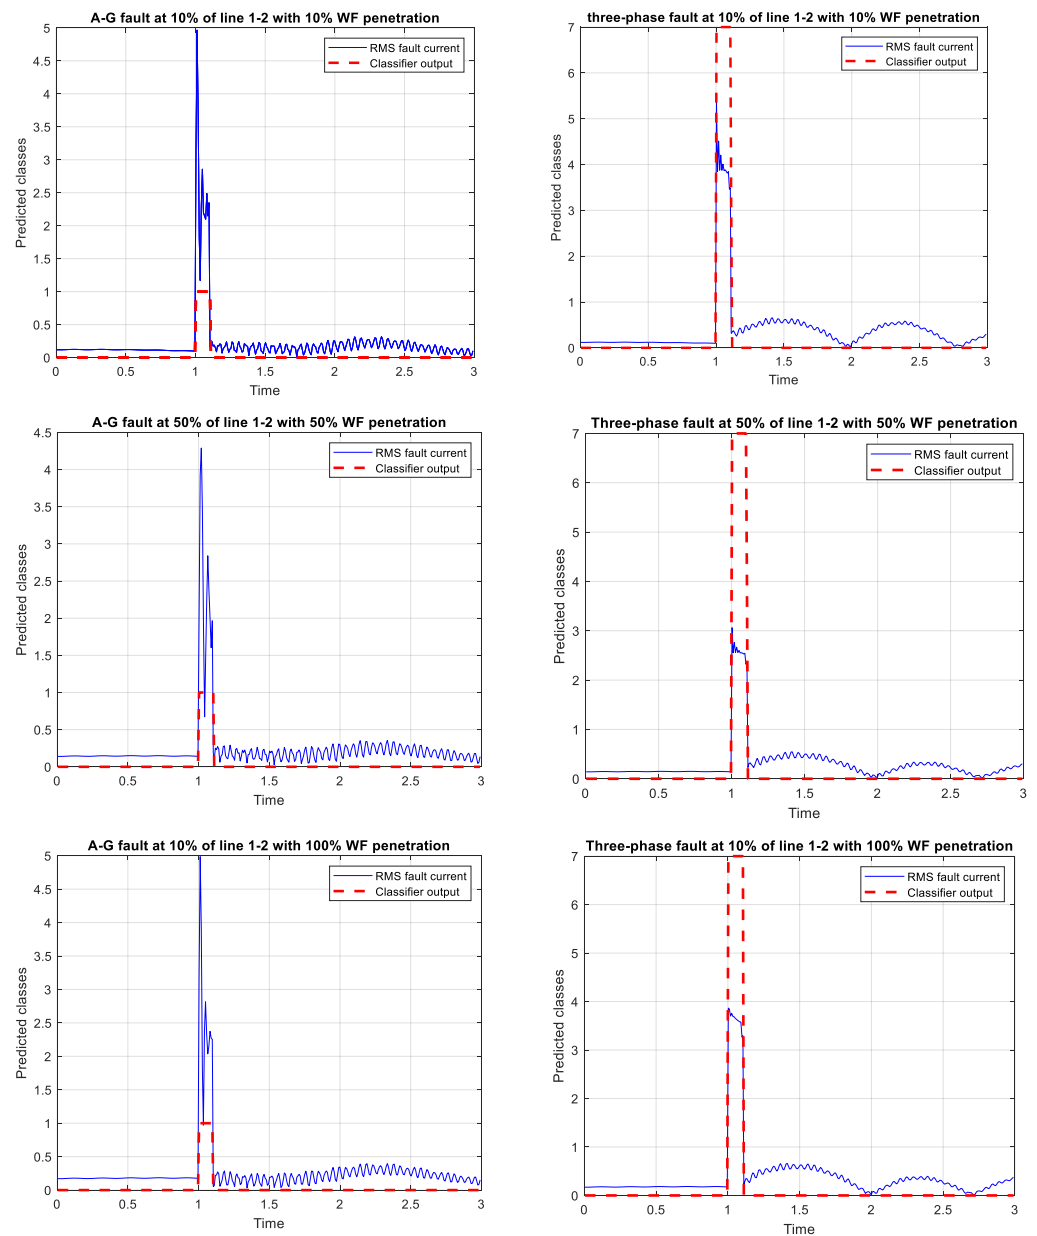 A-G fault at 10% of line 1-2 with 10% WF penetration
5
4.5
4
3.5
3
2.5
2
1.5
1
0.5
0
Predicted classes
RMS fault current
Classifier output
0 0.5 1 1.5 2 2.5 3
Time
three-phase fault at 10% of line 1-2 with 10% WF penetration
7
6
5
4
3
2
1
0
Predicted classes
RMS fault current
Classifier output
0 0.5 1 1.5 2 2.5 3
Time
A-G fault at 50% of line 1-2 with 50% WF penetration
4.5
4
3.5
3
2.5
2
1.5
1
0.5
0
Predicted classes
RMS fault current
Classifier output
0 0.5 1 1.5 2 2.5 3
Time
Three-phase fault at 50% of line 1-2 with 50% WF penetration
7
6
5
4
3
2
1
0
Predicted classes
RMS fault current
Classifier output
0 0.5 1 1.5 2 2.5 3
Time
A-G fault at 10% of line 1-2 with 100% WF penetration
5
4.5
4
3.5
3
2.5
2
1.5
1
0.5
0
Predicted classes
RMS fault current
Classifier output
0 0.5 1 1.5 2 2.5 3
Time
Three-phase fault at 10% of line 1-2 with 100% WF penetration
7
6
5
4
3
2
1
0
Predicted classes
RMS fault current
Classifier output
0 0.5 1 1.5 2 2.5 3
Time